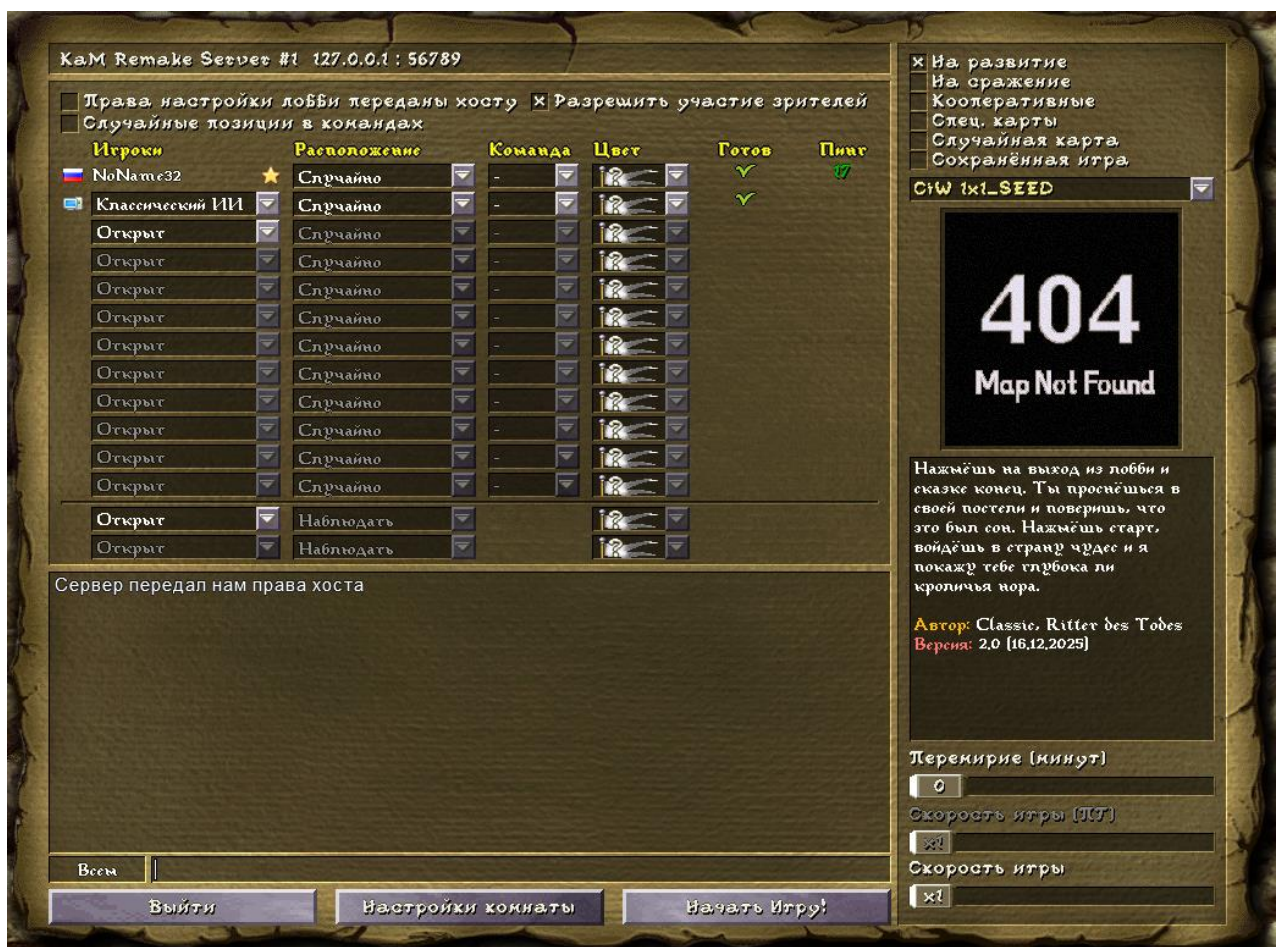 KaM Remake Server #1 127.0.0.1 : 56789
Права настройки лобби переданы хосту Разрешить участие зрителей
Случайные позиции в командах
Игроки Расположение Команда Цвет Готов Пинг
NoName32 Случайно - ? 17
Классический ИИ Случайно - ?
Открыт Случайно - ?
Открыт Случайно - ?
Открыт Случайно - ?
Открыт Случайно - ?
Открыт Случайно - ?
Открыт Случайно - ?
Открыт Случайно - ?
Открыт Случайно - ?
Открыт Случайно - ?
Открыт Случайно - ?
Открыт Наблюдать ?
Открыт Наблюдать ?
Сервер передал нам права хоста
Всем
Выйти Настройки комнаты Начать Игру!
На развитие
На сражение
Кооперативные
Спец. карты
Случайная карта
Сохранённая игра
CtW 1x1_SEED
404
Map Not Found
Нажмёшь на выход из лобби и
сказке конец. Ты проснёшься в
своей постели и поверишь, что
это был сон. Нажмёшь старт,
войдёшь в страну чудес и я
покажу тебе глубока ли
кроличья нора.
Автор: Classic, Ritter des Todes
Версия: 2.0 (16.12.2025)
Перемирие (минут)
0
Скорость игры (ПГ)
x1
Скорость игры
x1